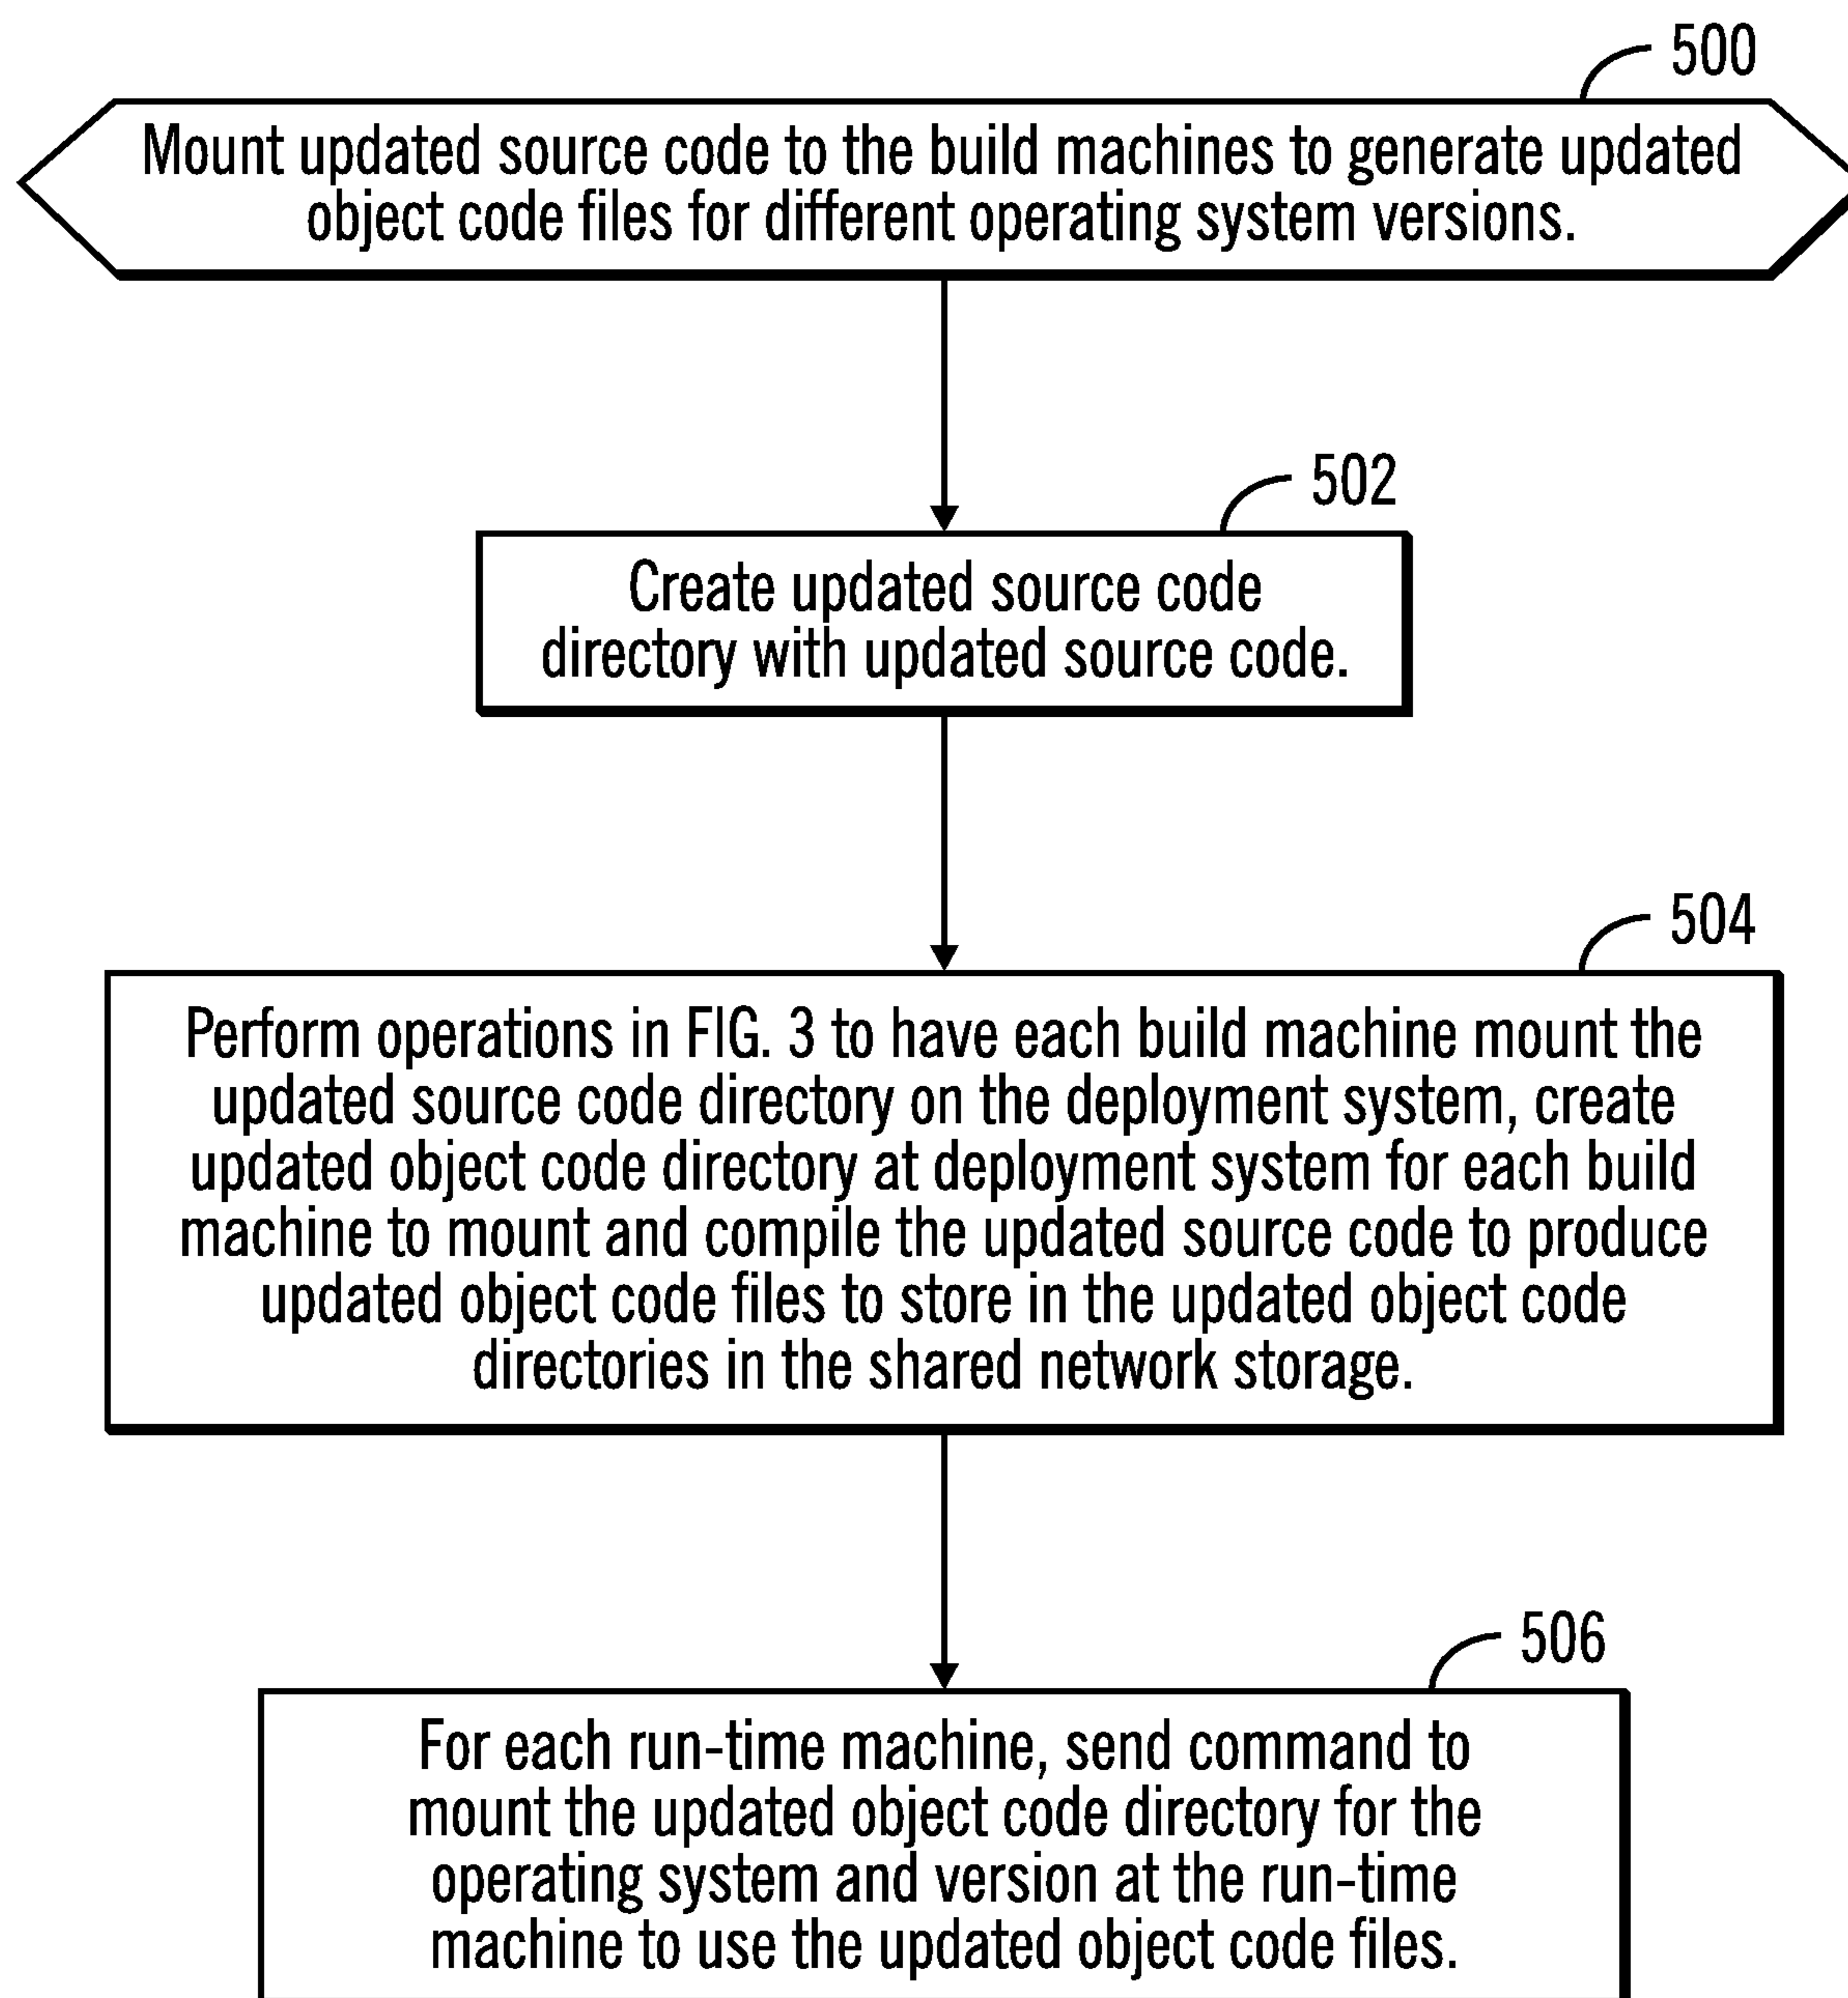 500
Mount updated source code to the build machines to generate updated
object code files for different operating system versions.
502
Create updated source code
directory with updated source code.
504
Perform operations in FIG. 3 to have each build machine mount the
updated source code directory on the deployment system, create
updated object code directory at deployment system for each build
machine to mount and compile the updated source code to produce
updated object code files to store in the updated object code
directories in the shared network storage.
506
For each run-time machine, send command to
mount the updated object code directory for the
operating system and version at the run-time
machine to use the updated object code files.